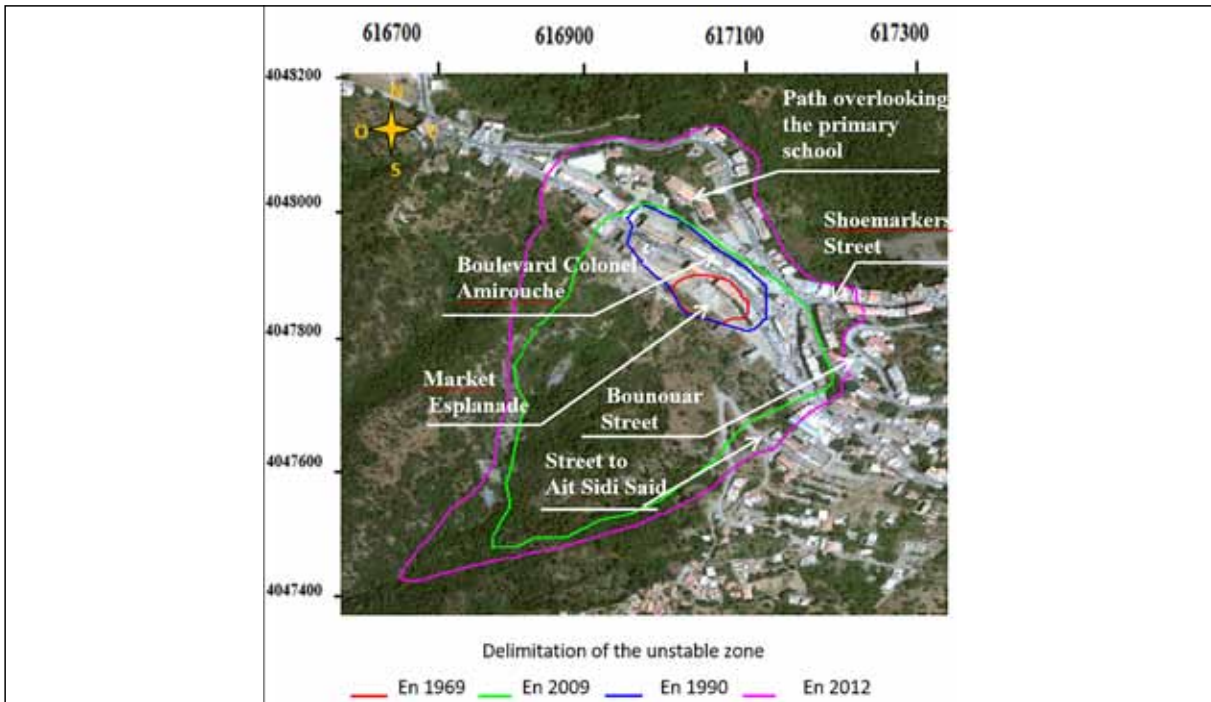 616700 616900 617100 617300
4048200
Path overlooking
the primary
school
N
O E
S
4048000
Shoemarkers
Street
Boulevard Colonel
Amirouche
4047800
Market
Esplanade
Bounouar
Street
4047600
Street to
Ait Sidi Said
4047400
Delimitation of the unstable zone
En 1969 En 2009 En 1990 En 2012